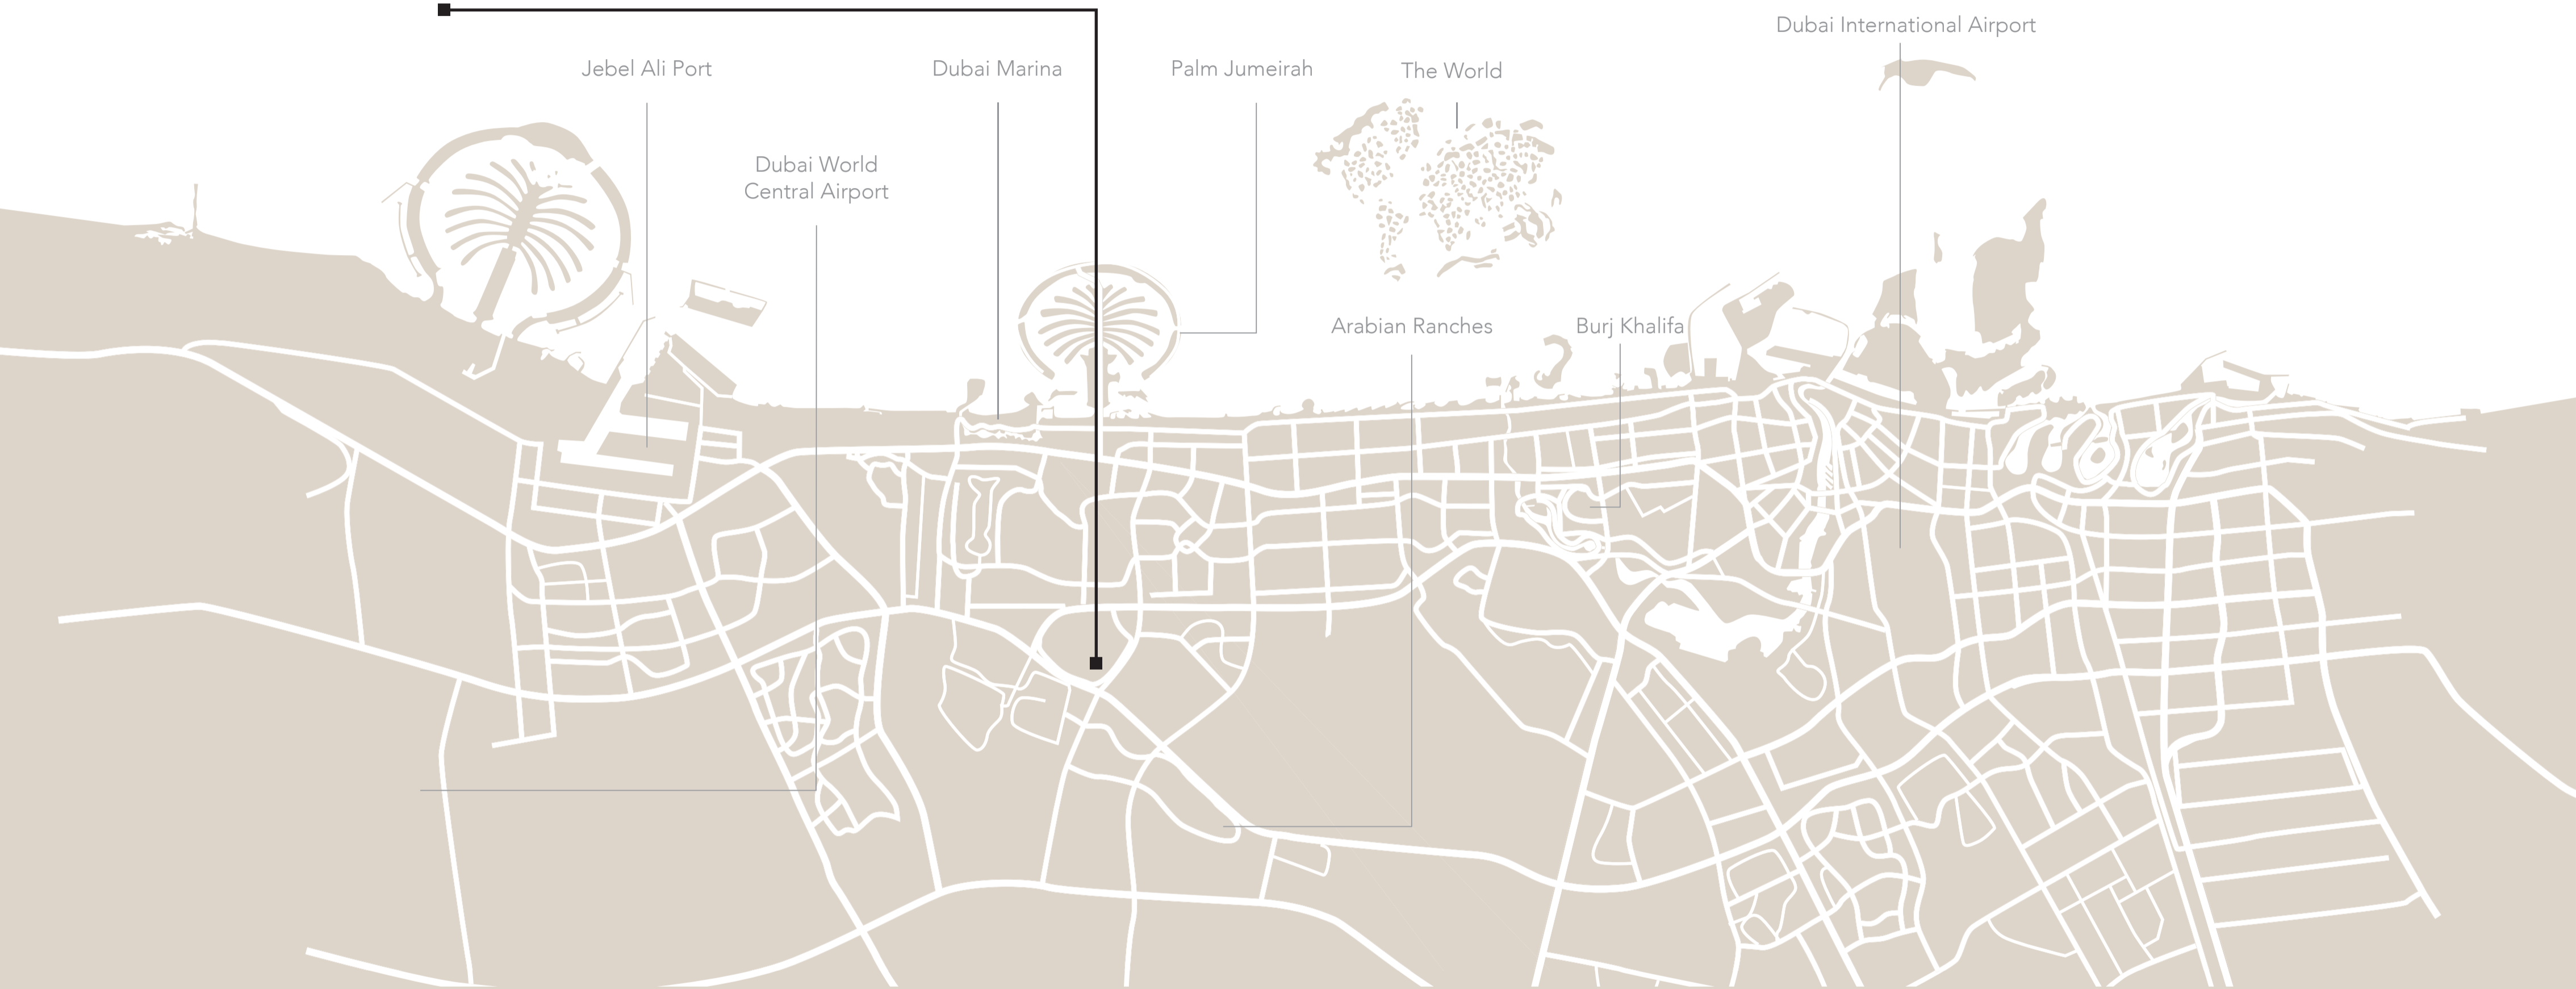 Dubai International Airport
Jebel Ali Port
Dubai Marina
Palm Jumeirah
The World
Dubai World
Central Airport
Arabian Ranches
Burj Khalifa